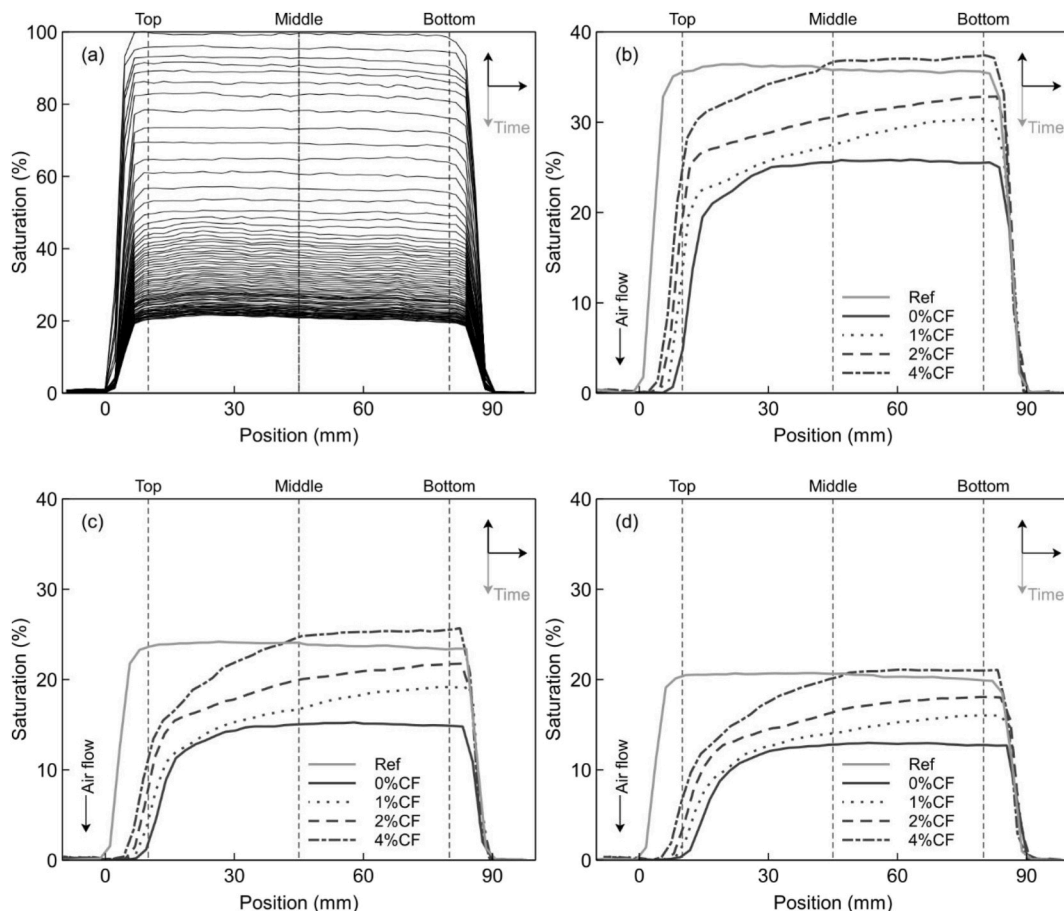 Top Middle Bottom
(a)
Time
100
80
60
40
20
0
Saturation (%)
0 30 60 90
Position (mm)
Top Middle Bottom
(b)
Time
40
30
20
10
0
Saturation (%)
Air flow
Ref
0%CF
1%CF
2%CF
4%CF
0 30 60 90
Position (mm)
Top Middle Bottom
(c)
Time
40
30
20
10
0
Saturation (%)
Air flow
Ref
0%CF
1%CF
2%CF
4%CF
0 30 60 90
Position (mm)
Top Middle Bottom
(d)
Time
40
30
20
10
0
Saturation (%)
Air flow
Ref
0%CF
1%CF
2%CF
4%CF
0 30 60 90
Position (mm)